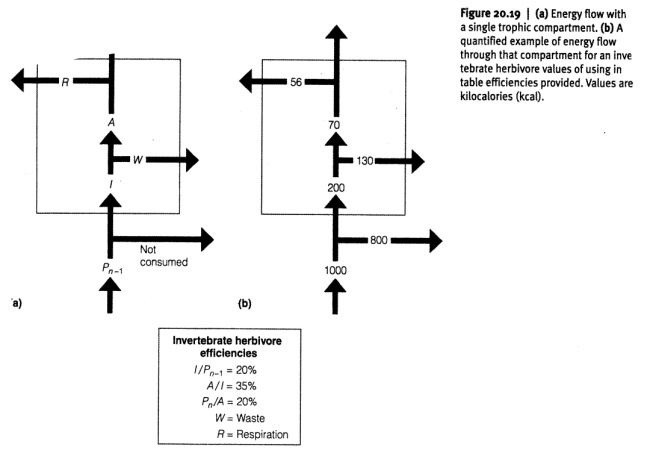 Figure 20.19 | (a) Energy flow with
a single trophic compartment. (b) A
quantified example of energy flow
through that compartment for an inve
tebrate herbivore values of using in
table efficiencies provided. Values are
kilocalories (kcal).
R
A
W
I
Not
consumed
Pn−1
a)
56
70
130
200
800
1000
(b)
Invertebrate herbivore
efficiencies
I/Pn−1 = 20%
A/I = 35%
Pn/A = 20%
W = Waste
R = Respiration